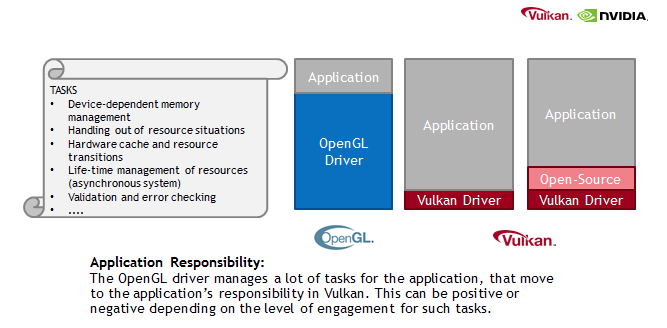 Vulkan. NVIDIA.
TASKS
• Device-dependent memory
management
• Handling out of resource situations
• Hardware cache and resource
transitions
• Life-time management of resources
(asynchronous system)
• Validation and error checking
• ....
Application
OpenGL
Driver
Application
Vulkan Driver
Application
Open-Source
Vulkan Driver
OpenGL.
Vulkan.
Application Responsibility:
The OpenGL driver manages a lot of tasks for the application, that move
to the application’s responsibility in Vulkan. This can be positive or
negative depending on the level of engagement for such tasks.